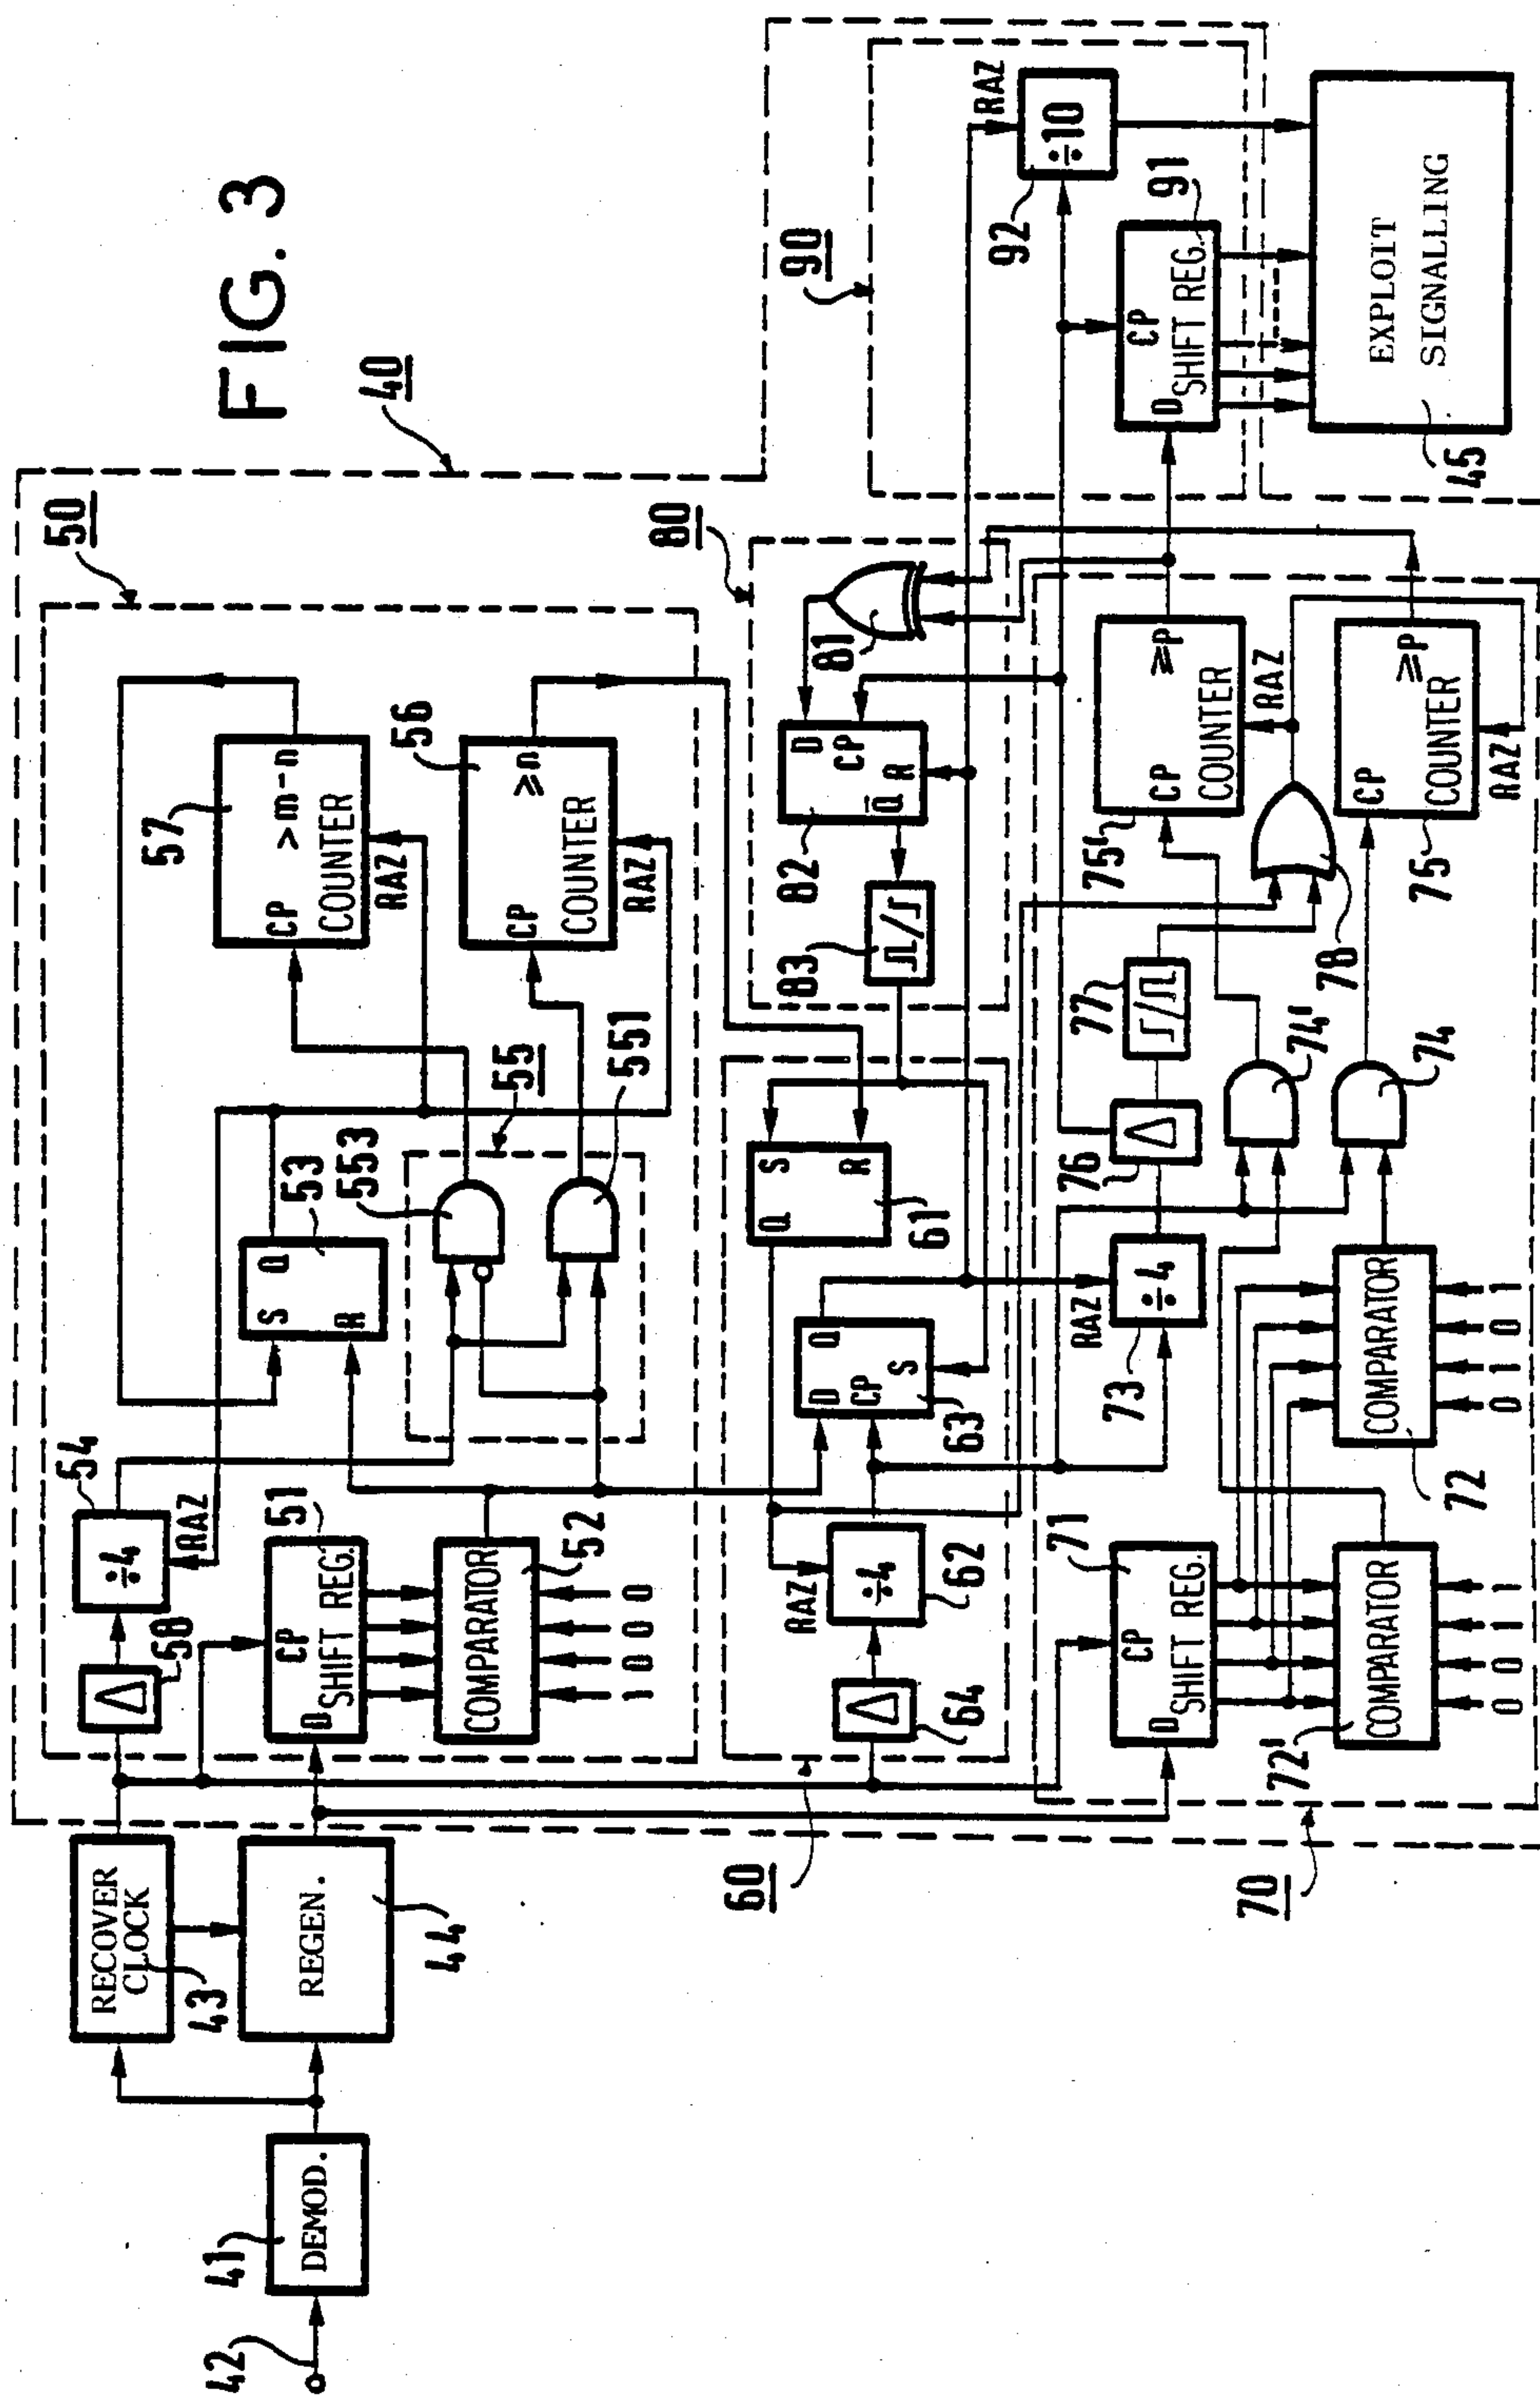 FIG. 3
40
50
57
CP >m-n
COUNTER
RAZ
56
CP ≥n
COUNTER
RAZ
54
÷4
RAZ
58
53
S Q
R
553
55
551
51
CP
D SHIFT REG.
COMPARATOR
52
1 0 0 0
RECOVER
CLOCK
43
REGEN.
44
DEMOD.
41
42
80
81
D
CP
Q̅ R
82
83
60
S
Q R
61
D Q
CP
S
63
RAZ
÷4
62
64
90
RAZ
÷10
92
CP
D SHIFT REG.
91
EXPLOIT
SIGNALLING
45
70
71
CP
D SHIFT REG.
COMPARATOR
72'
0 0 1 1
COMPARATOR
72
0 1 0 1
RAZ
÷4
73
76
77
74'
74
78
75'
CP ≥P
COUNTER
RAZ
75
CP ≥P
COUNTER
RAZ